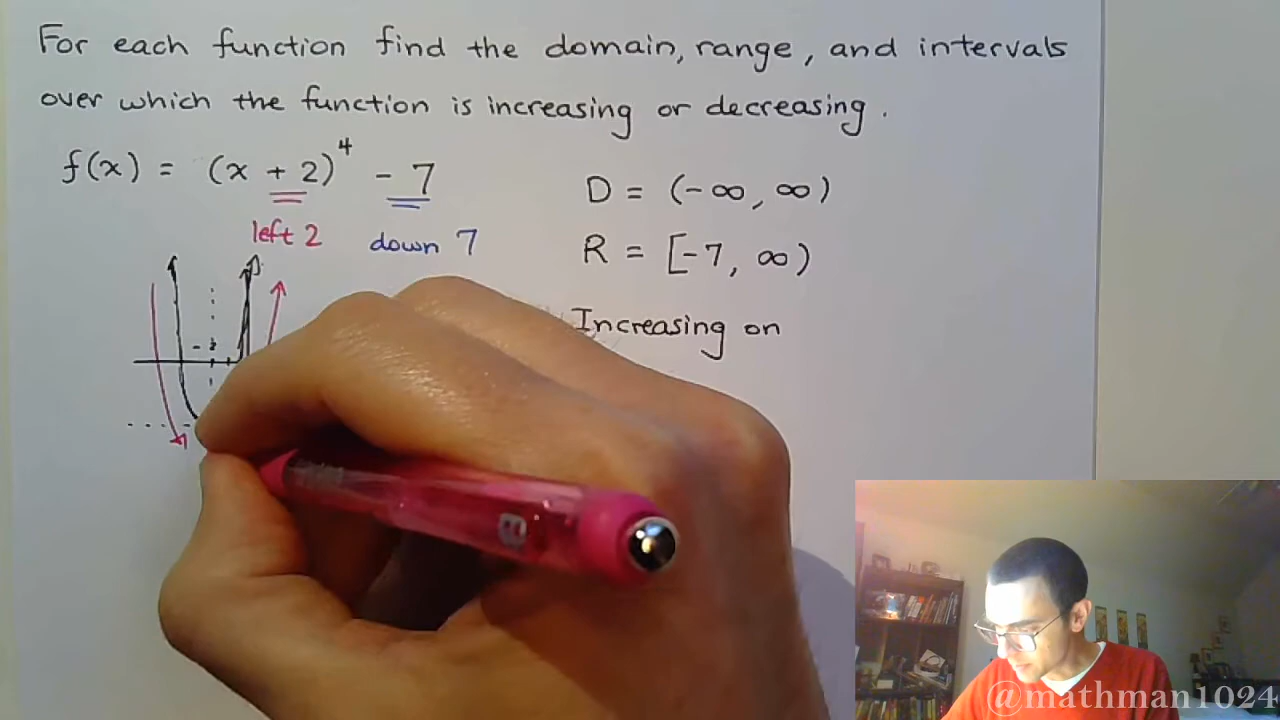 For each function find the domain, range, and intervals
over which the function is increasing or decreasing.
f(x) = (x + 2)⁴ - 7
left 2 down 7
D = (-∞, ∞)
R = [-7, ∞)
Increasing on
@mathman1024